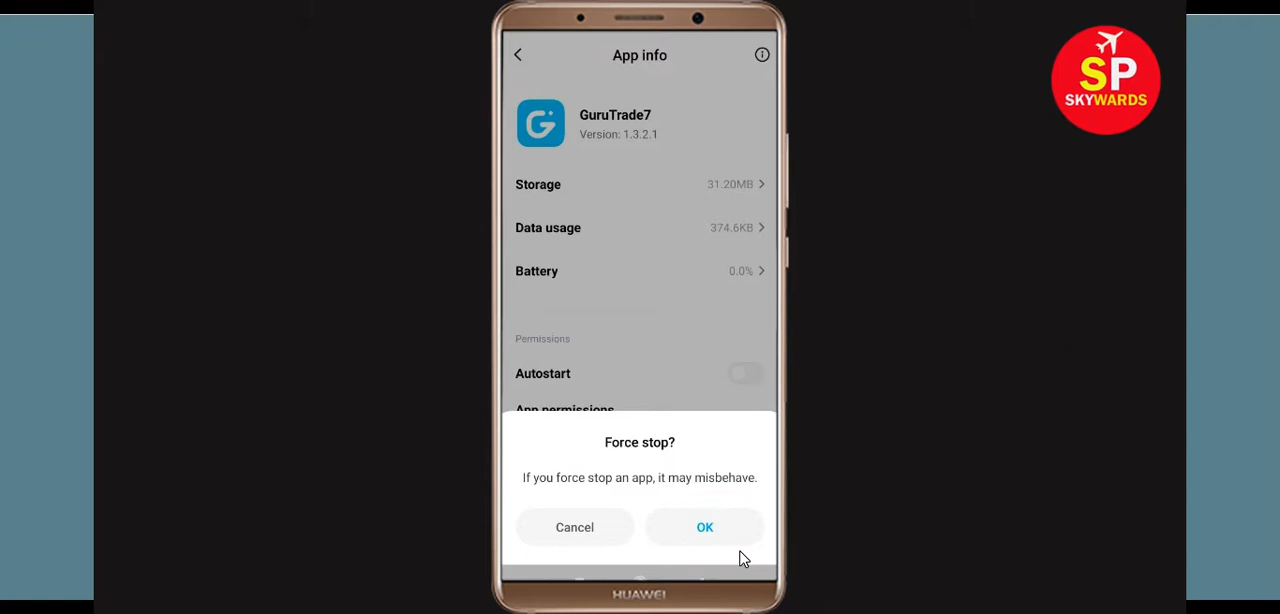 App info
SP
SKYWARDS
GuruTrade7
Version: 1.3.2.1
Storage 31.20MB
Data usage 374.6KB
Battery 0.0%
Permissions
Autostart
App permissions
Force stop?
If you force stop an app, it may misbehave.
Cancel OK
HUAWEI